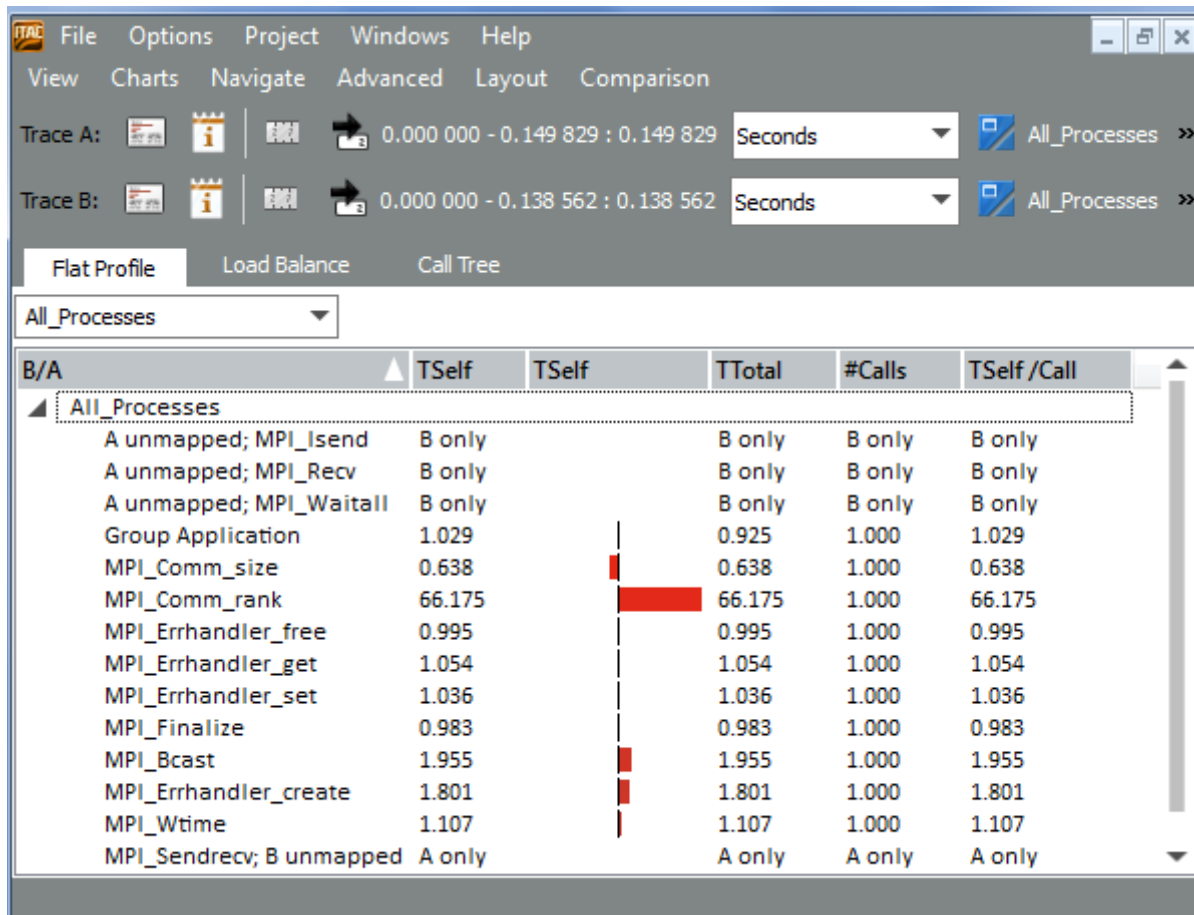 ITAC File Options Project Windows Help
View Charts Navigate Advanced Layout Comparison
Trace A: 0.000 000 - 0.149 829 : 0.149 829 Seconds All_Processes »
Trace B: 0.000 000 - 0.138 562 : 0.138 562 Seconds All_Processes »
Flat Profile Load Balance Call Tree
All_Processes
B/A TSelf TSelf TTotal #Calls TSelf /Call
All_Processes
A unmapped; MPI_Isend B only B only B only B only
A unmapped; MPI_Recv B only B only B only B only
A unmapped; MPI_Waitall B only B only B only B only
Group Application 1.029 0.925 1.000 1.029
MPI_Comm_size 0.638 0.638 1.000 0.638
MPI_Comm_rank 66.175 66.175 1.000 66.175
MPI_Errhandler_free 0.995 0.995 1.000 0.995
MPI_Errhandler_get 1.054 1.054 1.000 1.054
MPI_Errhandler_set 1.036 1.036 1.000 1.036
MPI_Finalize 0.983 0.983 1.000 0.983
MPI_Bcast 1.955 1.955 1.000 1.955
MPI_Errhandler_create 1.801 1.801 1.000 1.801
MPI_Wtime 1.107 1.107 1.000 1.107
MPI_Sendrecv; B unmapped A only A only A only A only